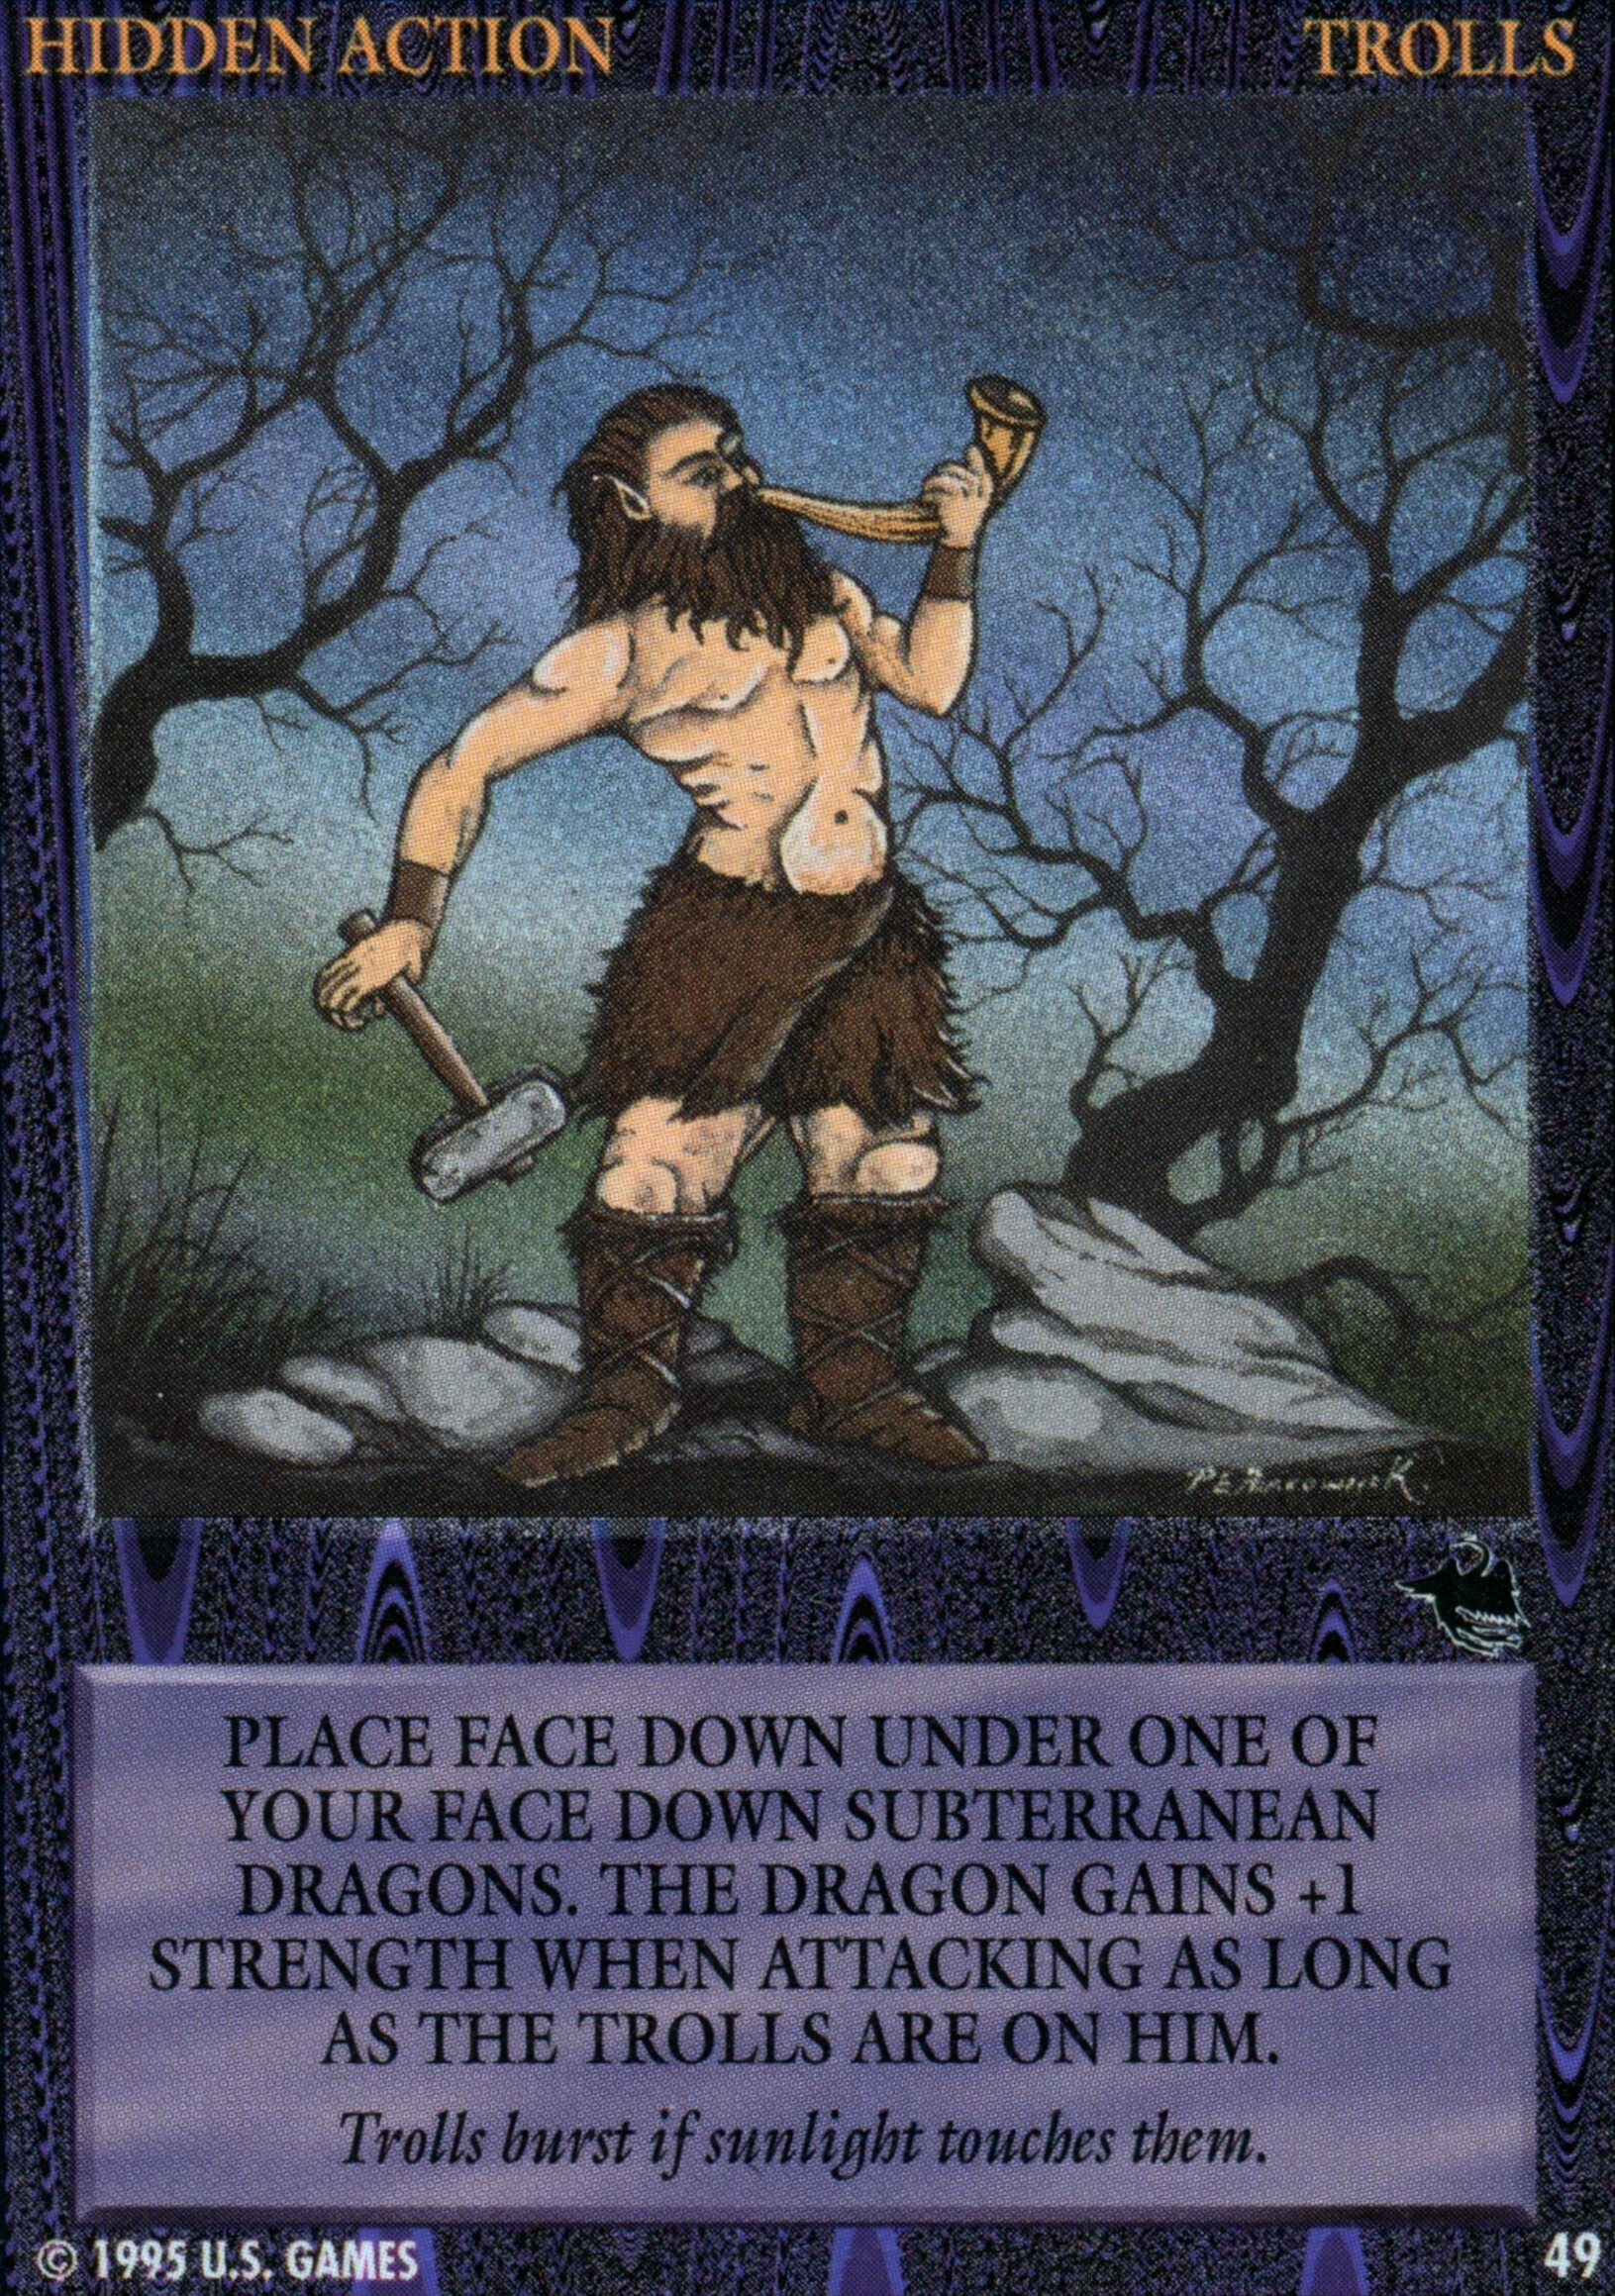 HIDDEN ACTION
TROLLS
PLACE FACE DOWN UNDER ONE OF
YOUR FACE DOWN SUBTERRANEAN
DRAGONS. THE DRAGON GAINS +1
STRENGTH WHEN ATTACKING AS LONG
AS THE TROLLS ARE ON HIM.
Trolls burst if sunlight touches them.
© 1995 U.S. GAMES
49